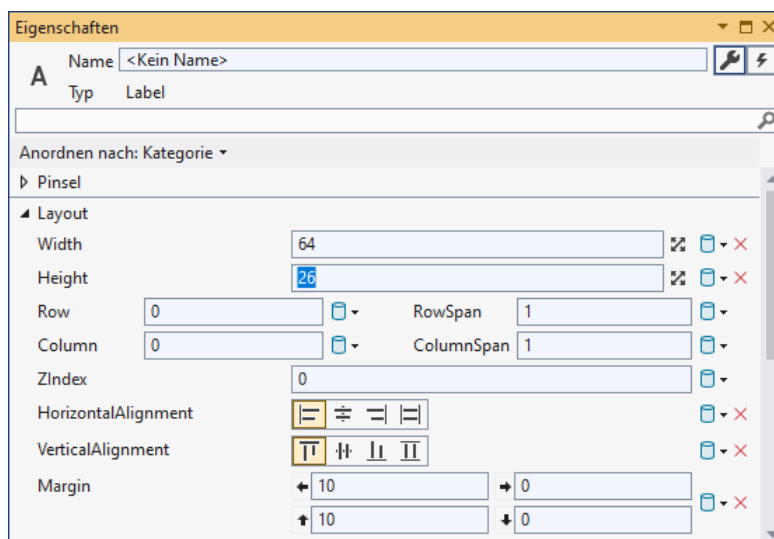 Eigenschaften
Name <Kein Name>
A
Typ Label
Anordnen nach: Kategorie
Pinsel
Layout
Width 64
Height 26
Row 0 RowSpan 1
Column 0 ColumnSpan 1
ZIndex 0
HorizontalAlignment
VerticalAlignment
Margin 10 0
10 0